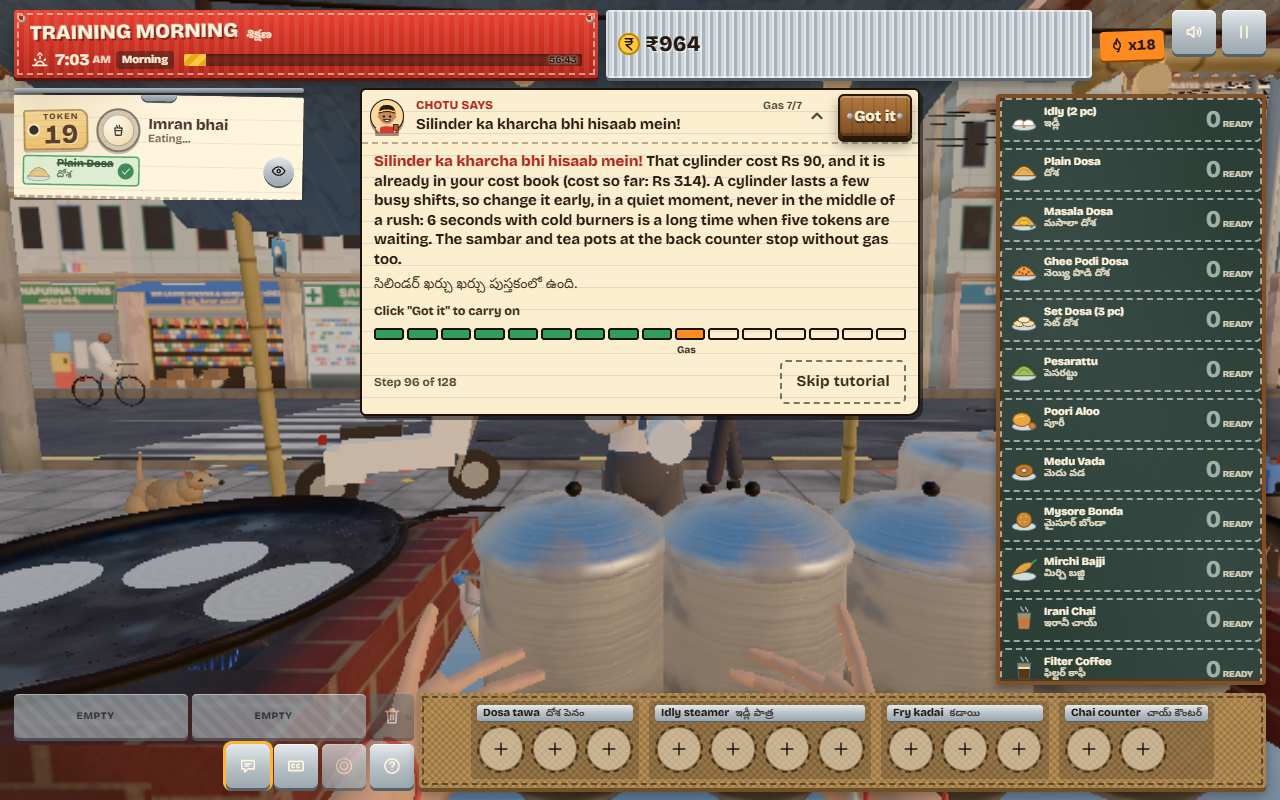 TRAINING MORNING శిక్షణ
7:03 AM Morning 56:43
₹964
x18
TOKEN
19
Imran bhai
Eating...
Plain Dosa
దోశ
CHOTU SAYS
Gas 7/7
Silinder ka kharcha bhi hisaab mein!
Got it
Silinder ka kharcha bhi hisaab mein! That cylinder cost Rs 90, and it is
already in your cost book (cost so far: Rs 314). A cylinder lasts a few
busy shifts, so change it early, in a quiet moment, never in the middle of
a rush: 6 seconds with cold burners is a long time when five tokens are
waiting. The sambar and tea pots at the back counter stop without gas
too.
సిలిండర్ ఖర్చు ఖర్చు పుస్తకంలో ఉంది.
Click "Got it" to carry on
Gas
Step 96 of 128
Skip tutorial
Idly (2 pc)
ఇడ్లీ
0 READY
Plain Dosa
దోశ
0 READY
Masala Dosa
మసాలా దోశ
0 READY
Ghee Podi Dosa
నెయ్యి పొడి దోశ
0 READY
Set Dosa (3 pc)
సెట్ దోశ
0 READY
Pesarattu
పెసరట్టు
0 READY
Poori Aloo
పూరీ
0 READY
Medu Vada
మెదు వడ
0 READY
Mysore Bonda
మైసూర్ బోండా
0 READY
Mirchi Bajji
మిర్చి బజ్జి
0 READY
Irani Chai
ఇరానీ చాయ్
0 READY
Filter Coffee
ఫిల్టర్ కాఫీ
0 READY
TIFFINS
EMPTY
EMPTY
CC
Dosa tawa దోశ పెనం
Idly steamer ఇడ్లీ పాత్ర
Fry kadai కడాయి
Chai counter చాయ్ కౌంటర్